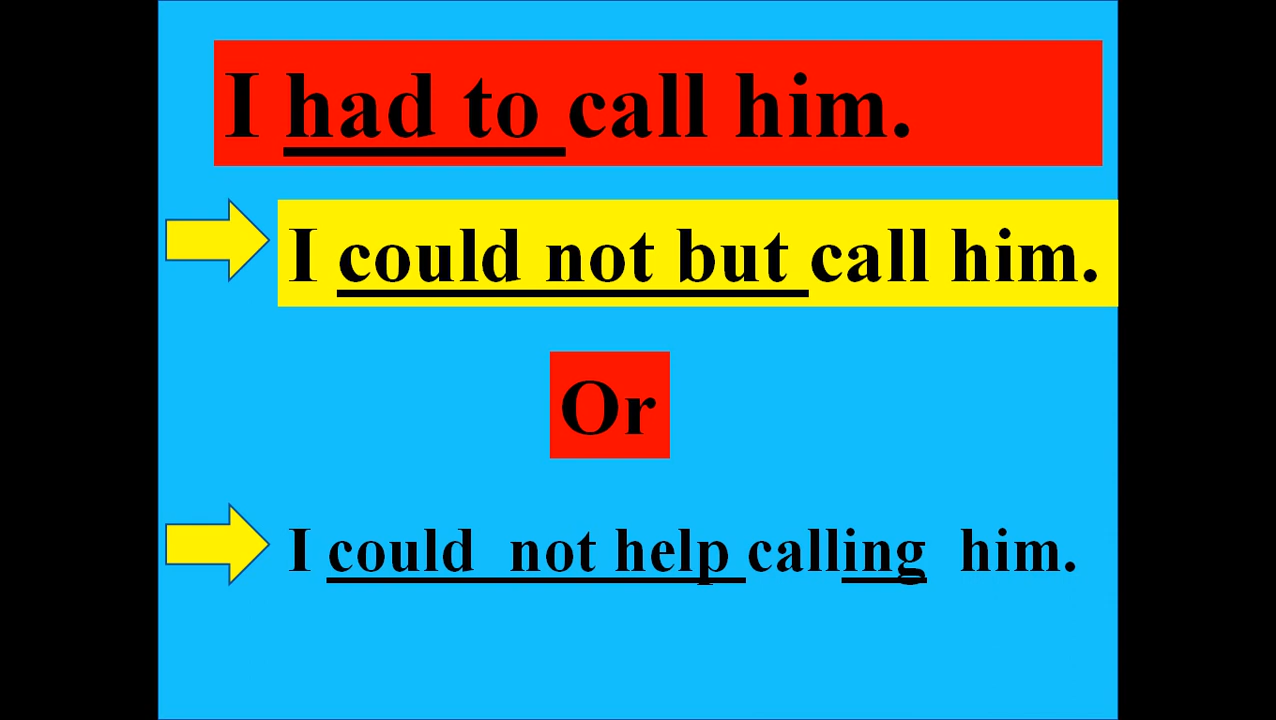 I had to call him.
I could not but call him.
Or
I could not help calling him.